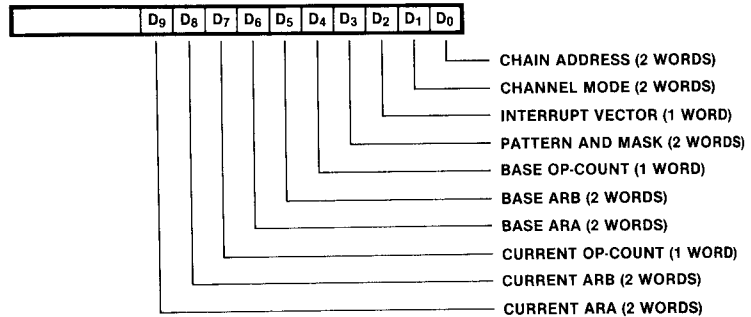 D9 D8 D7 D6 D5 D4 D3 D2 D1 D0
CHAIN ADDRESS (2 WORDS)
CHANNEL MODE (2 WORDS)
INTERRUPT VECTOR (1 WORD)
PATTERN AND MASK (2 WORDS)
BASE OP-COUNT (1 WORD)
BASE ARB (2 WORDS)
BASE ARA (2 WORDS)
CURRENT OP-COUNT (1 WORD)
CURRENT ARB (2 WORDS)
CURRENT ARA (2 WORDS)